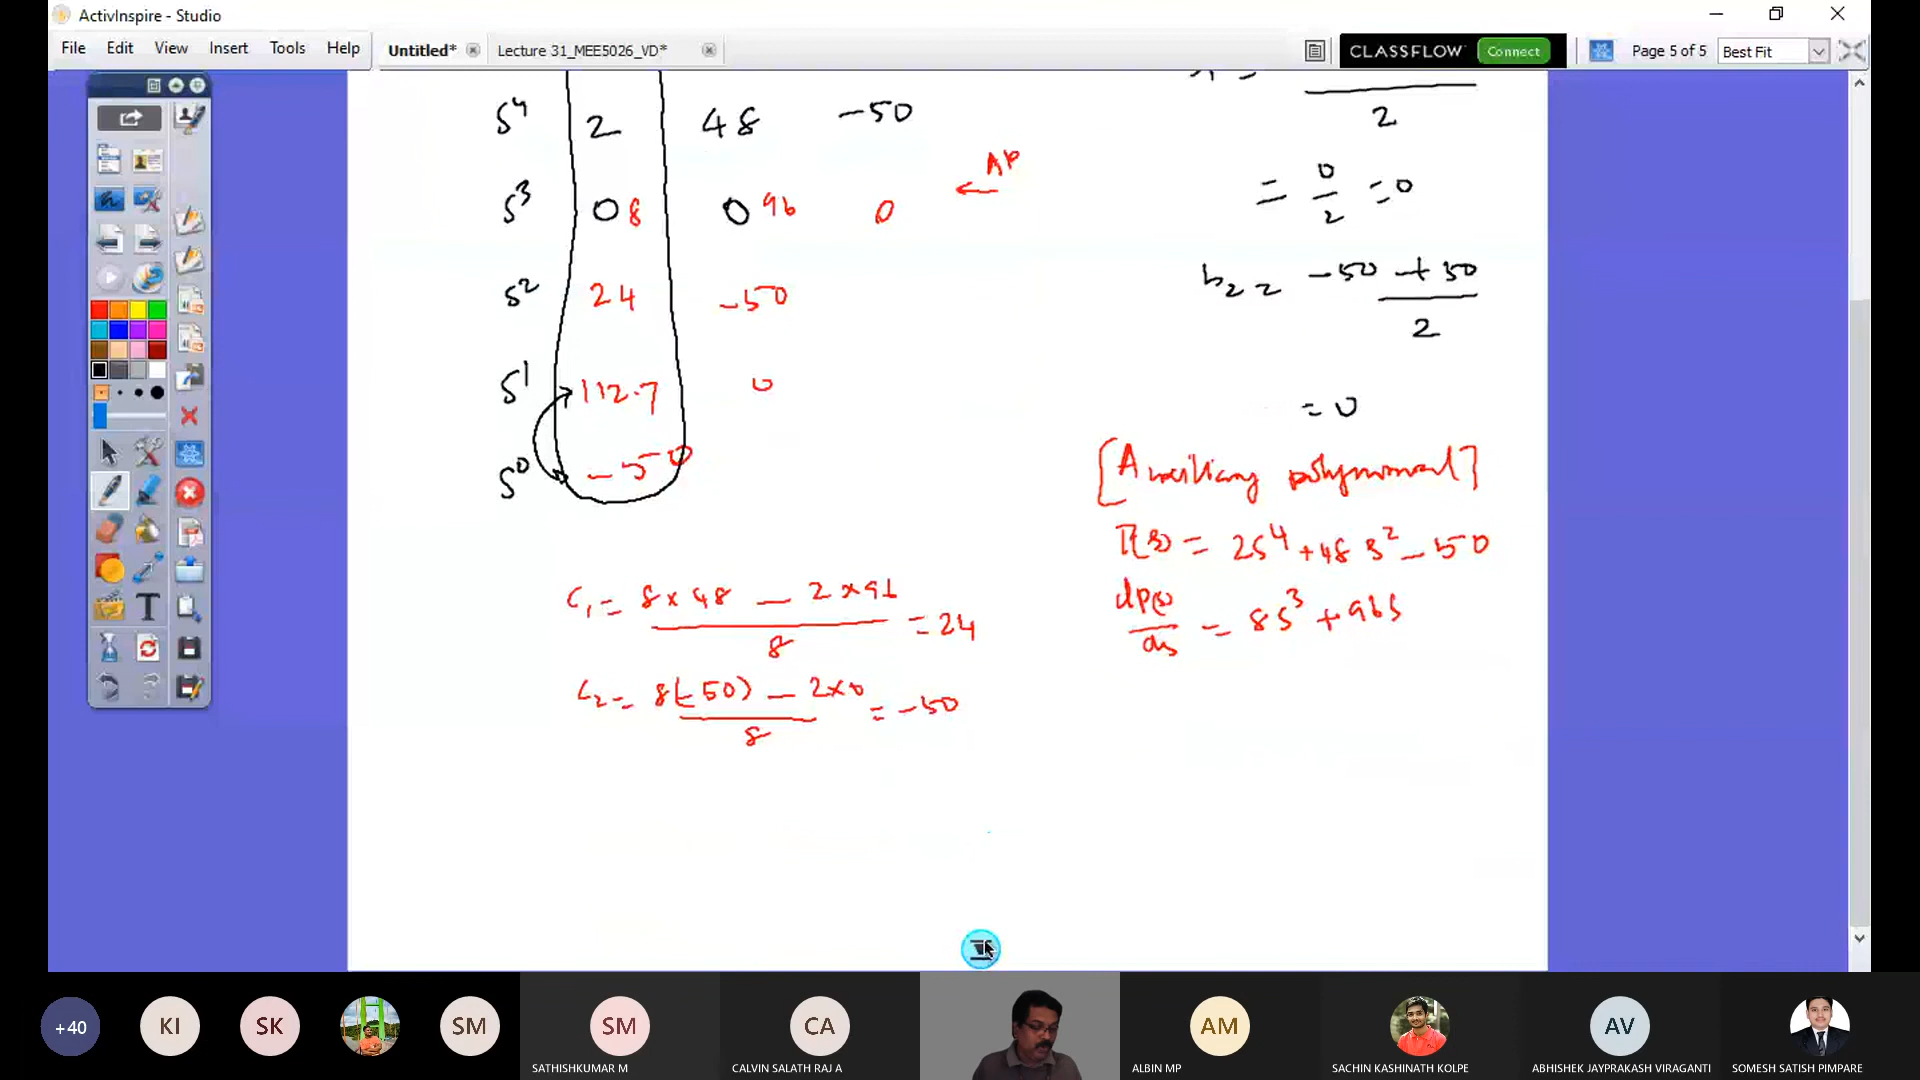 ActivInspire - Studio
File Edit View Insert Tools Help
Untitled*
Lecture 31_MEE5026_VD*
CLASSFLOW Connect
Page 5 of 5
Best Fit
S⁴ 2 48 -50
2
S³ 0 8 0 96 0 ← AP
= 0/2 = 0
S² 24 -50
b₂ = -50 + 50
2
S¹ 112.7 0
= 0
S⁰ -50
[Auxiliary polynomial]
P(s) = 2s⁴ + 48 s² - 50
dP(s)/ds = 8s³ + 96s
C₁ = 8 x 48 - 2 x 96 = 24
8
C₂ = 8(-50) - 2x0 = -50
8
+40
KI
SK
SM
SM
SATHISHKUMAR M
CA
CALVIN SALATH RAJ A
AM
ALBIN MP
SACHIN KASHINATH KOLPE
AV
ABHISHEK JAYPRAKASH VIRAGANTI
SOMESH SATISH PIMPARE